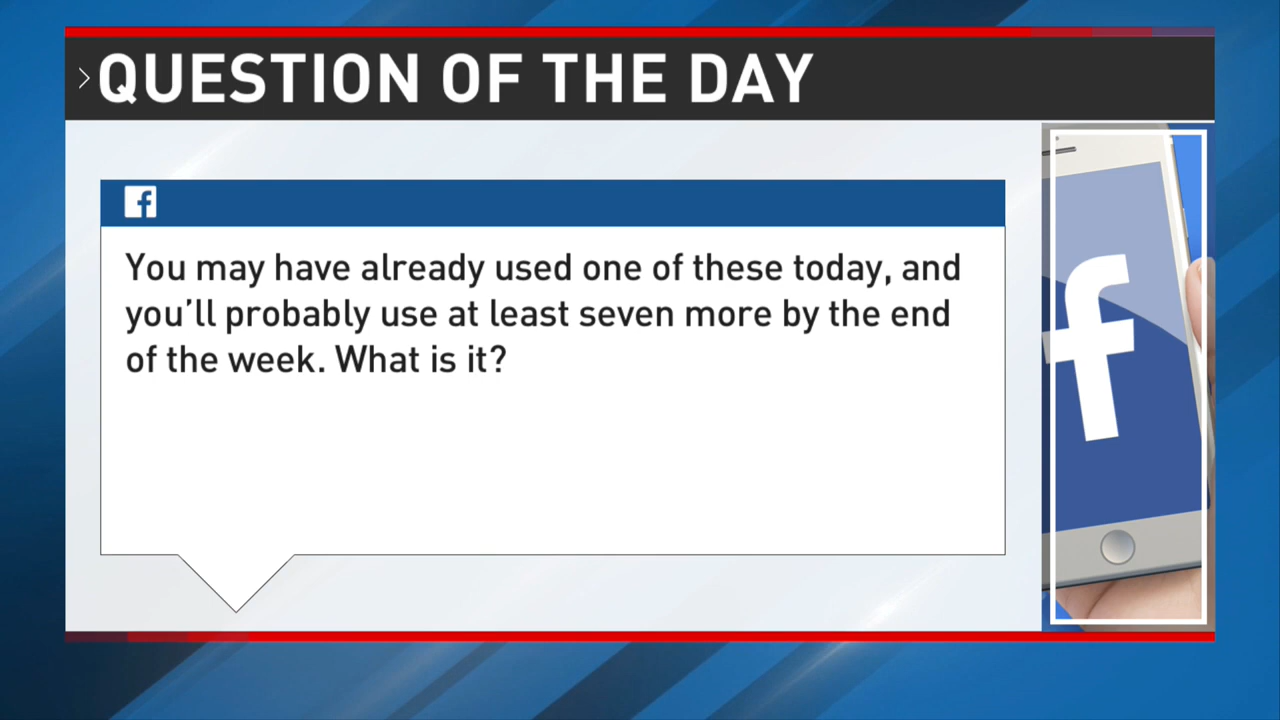 >QUESTION OF THE DAY
f
You may have already used one of these today, and
you'll probably use at least seven more by the end
of the week. What is it?
f